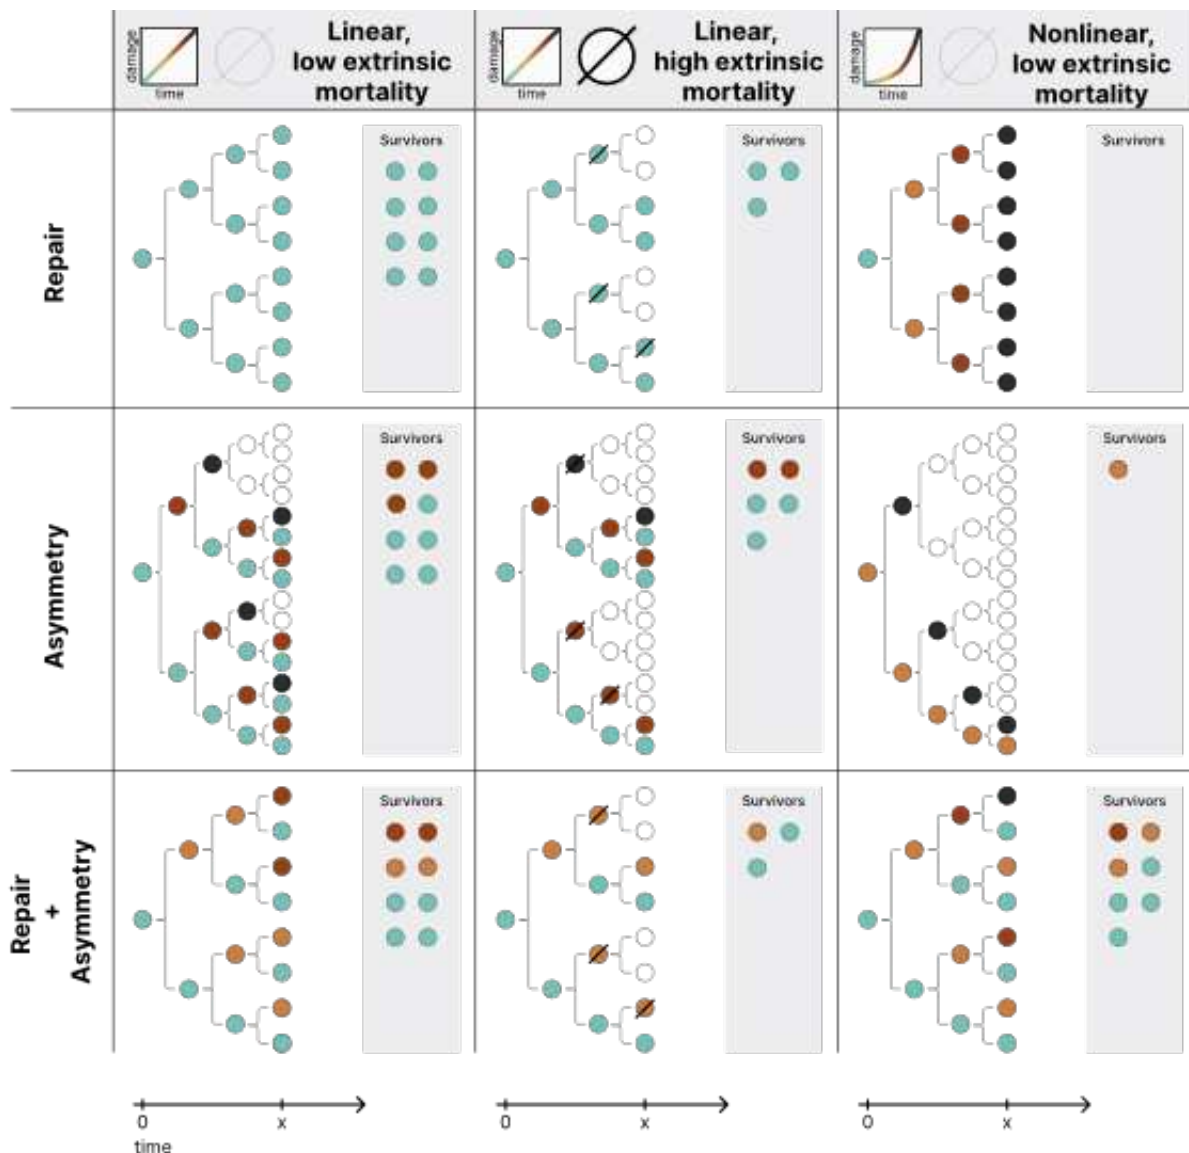 damage
time
Linear,
low extrinsic
mortality
damage
time
Linear,
high extrinsic
mortality
damage
time
Nonlinear,
low extrinsic
mortality
Repair
Survivors
Survivors
Survivors
Asymmetry
Survivors
Survivors
Survivors
Repair
+
Asymmetry
Survivors
Survivors
Survivors
0
x
time
0
x
0
x